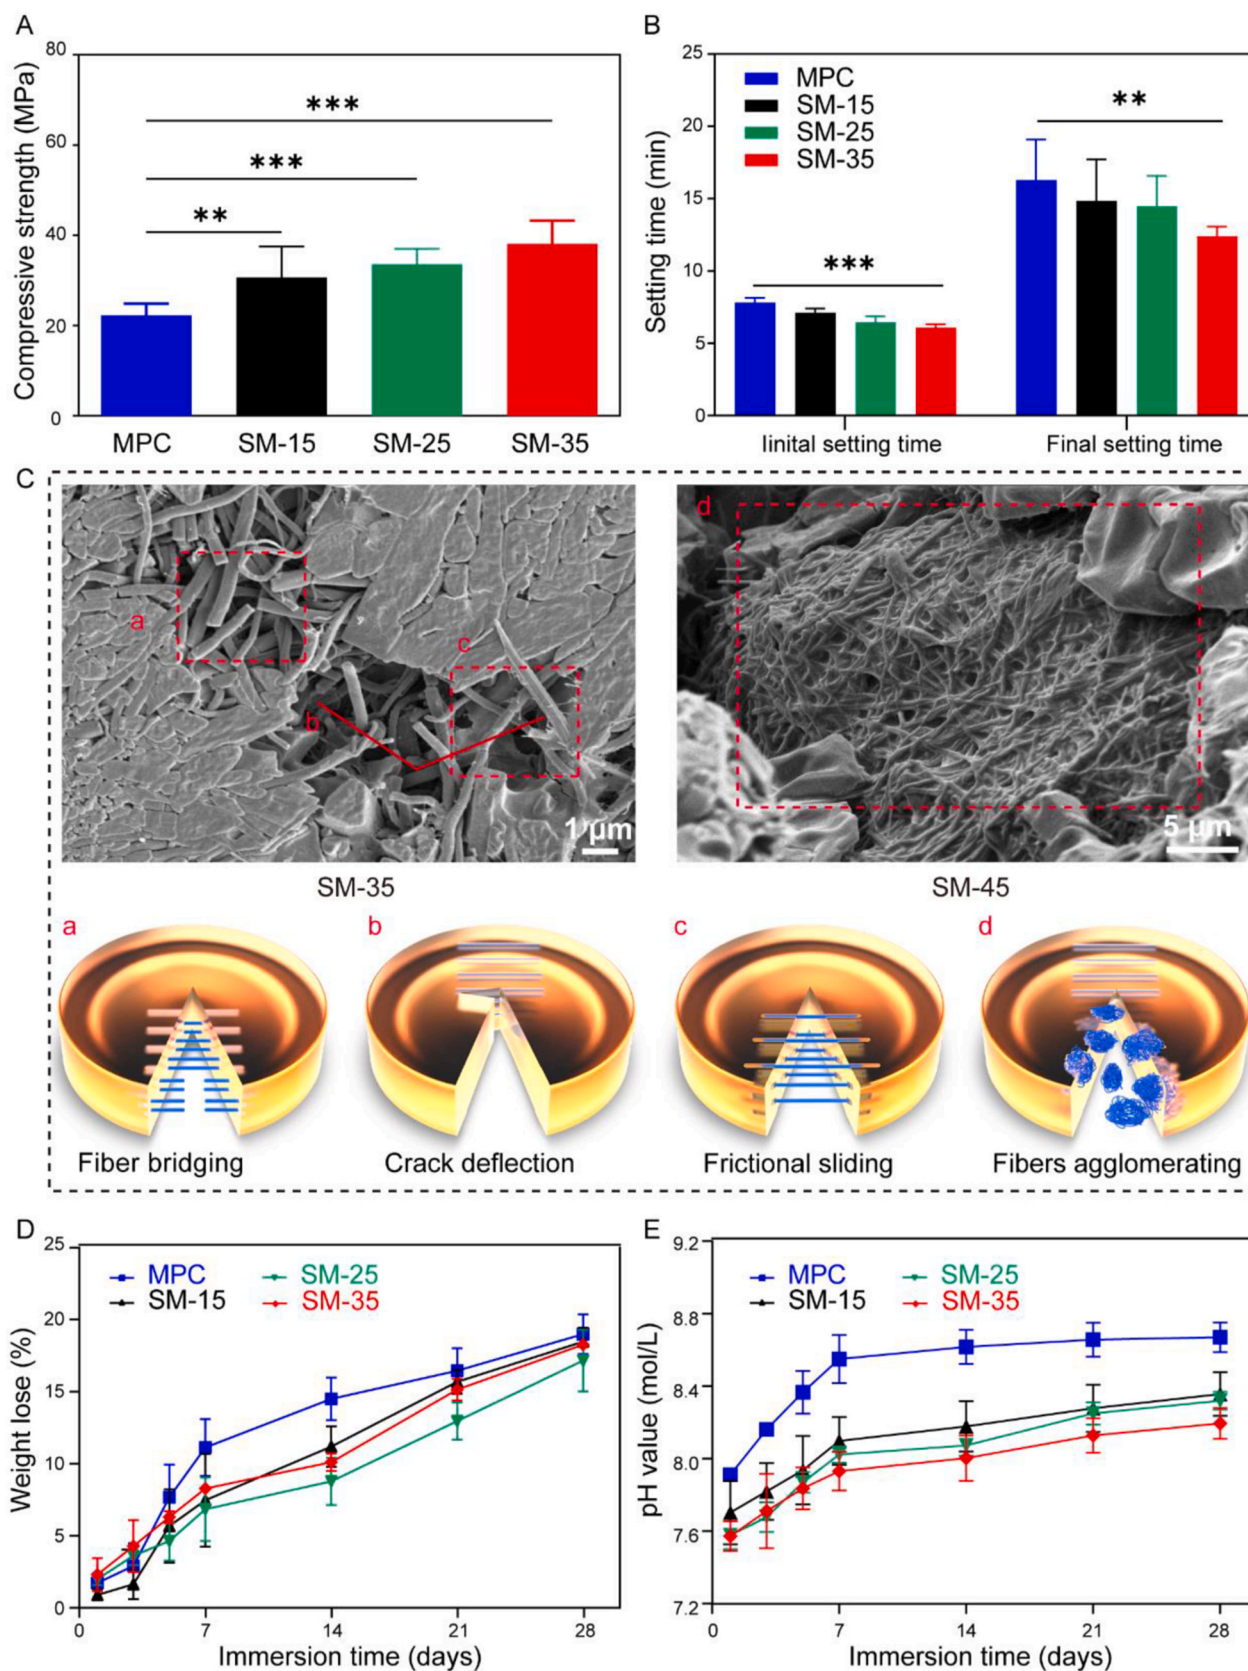 A
Compressive strength (MPa)
80
60
40
20
0
***
***
**
MPC
SM-15
SM-25
SM-35
B
Setting time (min)
25
20
15
10
5
0
MPC
SM-15
SM-25
SM-35
***
**
Iinital setting time
Final setting time
C
a
b
c
1 μm
d
5 μm
SM-35
SM-45
a
b
c
d
Fiber bridging
Crack deflection
Frictional sliding
Fibers agglomerating
D
Weight lose (%)
25
20
15
10
5
0
MPC
SM-15
SM-25
SM-35
0
7
14
21
28
Immersion time (days)
E
pH value (mol/L)
9.2
8.8
8.4
8.0
7.6
7.2
MPC
SM-15
SM-25
SM-35
0
7
14
21
28
Immersion time (days)